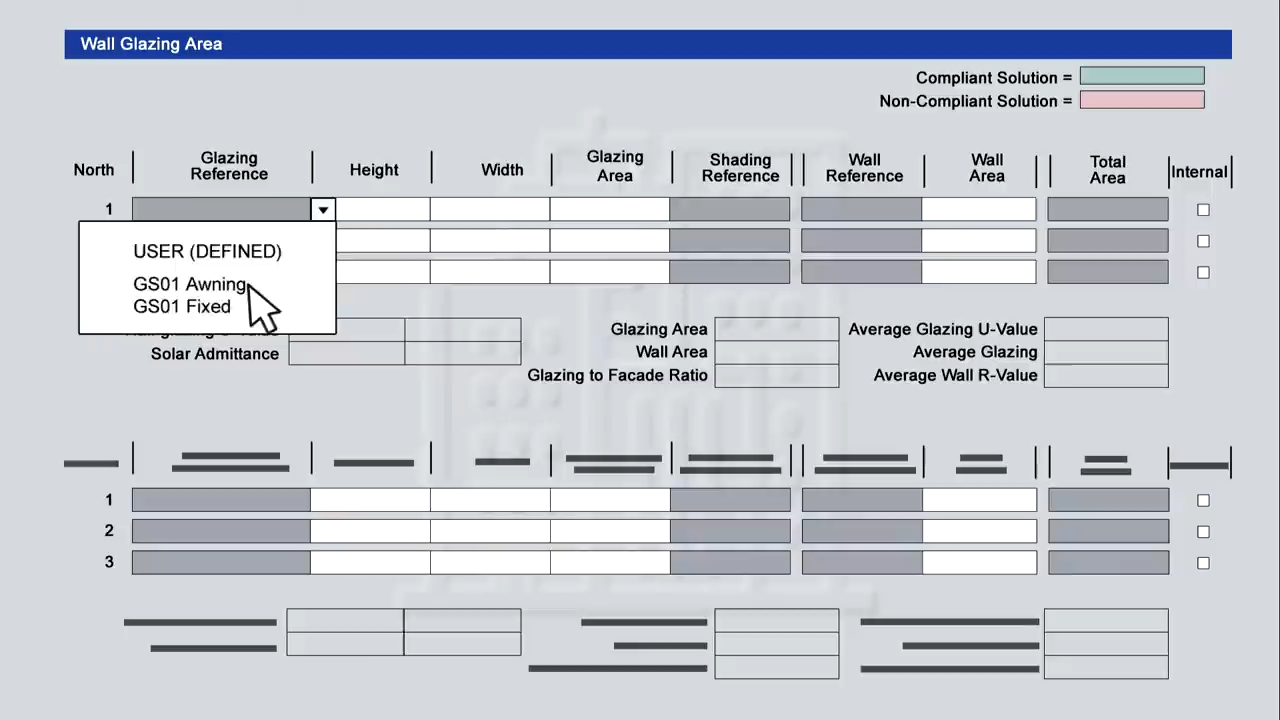 Wall Glazing Area
Compliant Solution =
Non-Compliant Solution =
North
Glazing
Reference
Height
Width
Glazing
Area
Shading
Reference
Wall
Reference
Wall
Area
Total
Area
Internal
1
USER (DEFINED)
GS01 Awning
GS01 Fixed
Solar Admittance
Glazing Area
Wall Area
Glazing to Facade Ratio
Average Glazing U-Value
Average Glazing
Average Wall R-Value
1
2
3